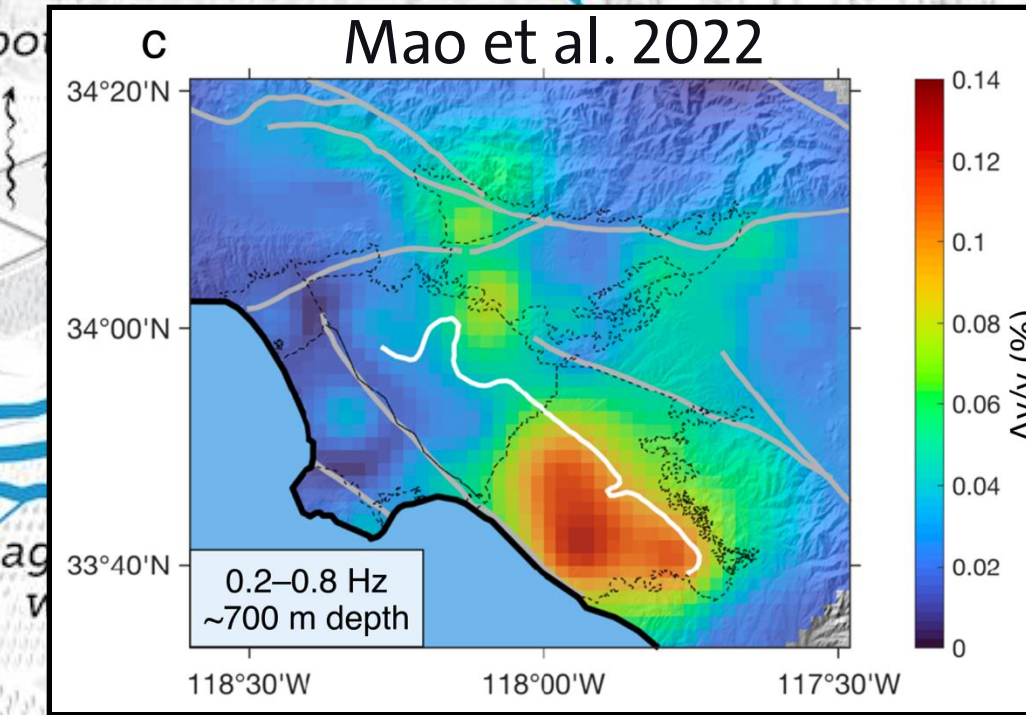 c
Mao et al. 2022
34°20'N
34°00'N
33°40'N
118°30'W
118°00'W
117°30'W
0.2–0.8 Hz
~700 m depth
0.14
0.12
0.1
0.08
0.06
0.04
0.02
0